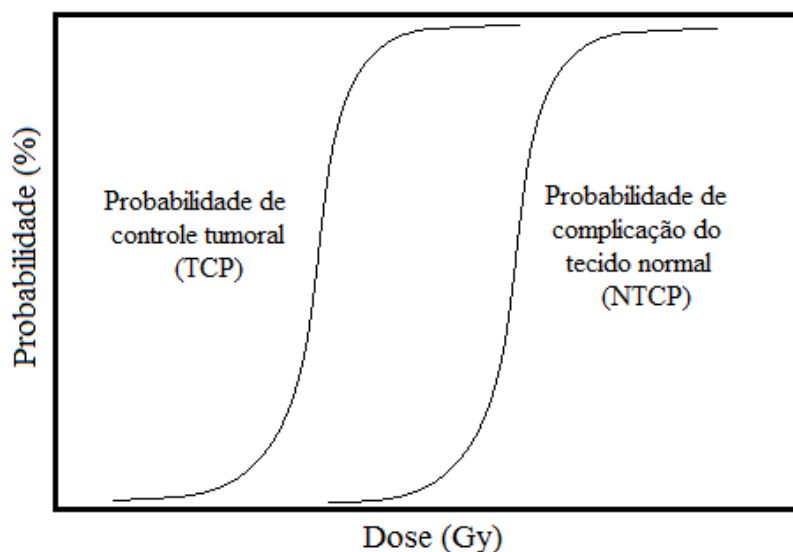 Probabilidade (%)
Probabilidade de
controle tumoral
(TCP)
Probabilidade de
complicação do
tecido normal
(NTCP)
Dose (Gy)